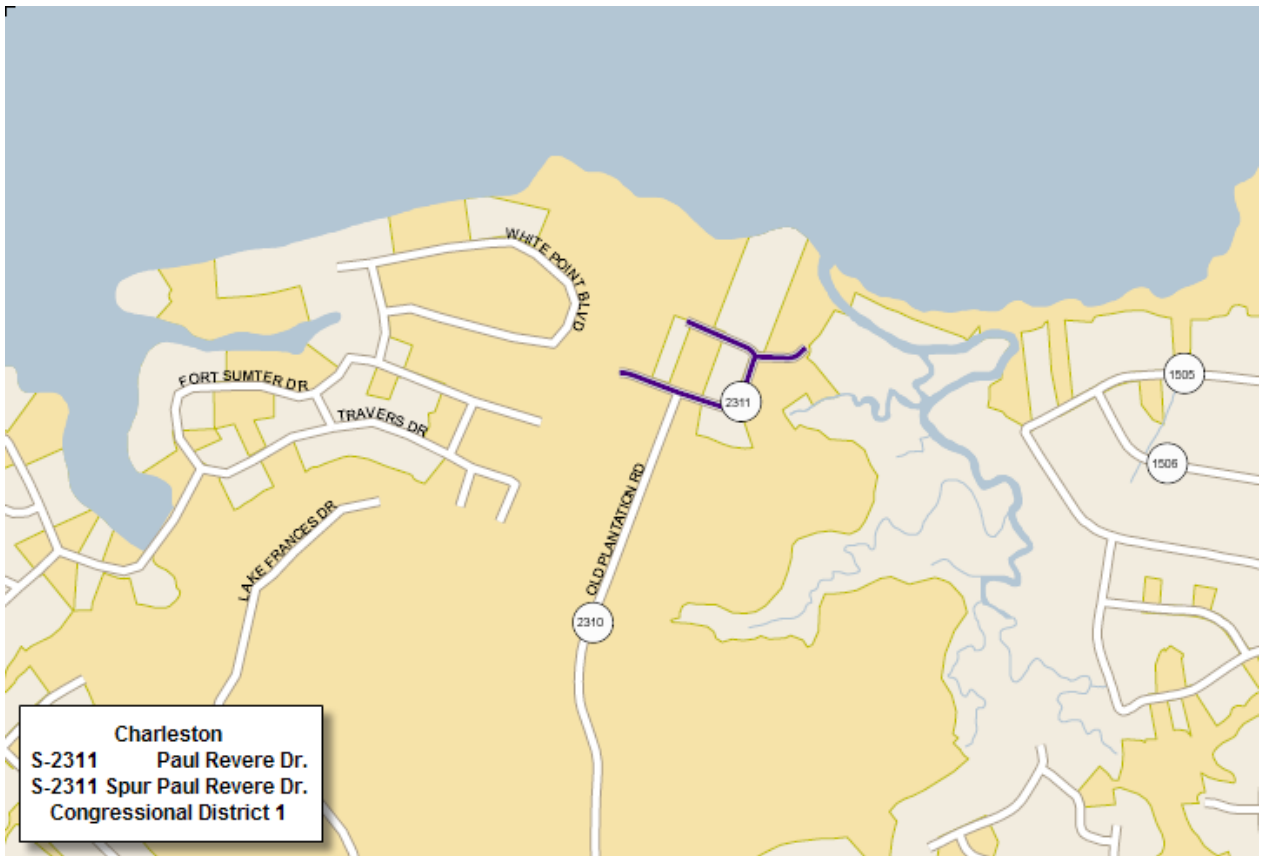 WHITE POINT BLVD
FORT SUMTER DR
TRAVERS DR
LAKE FRANCES DR
OLD PLANTATION RD
2311
2310
1505
1506
Charleston
S-2311 Paul Revere Dr.
S-2311 Spur Paul Revere Dr.
Congressional District 1